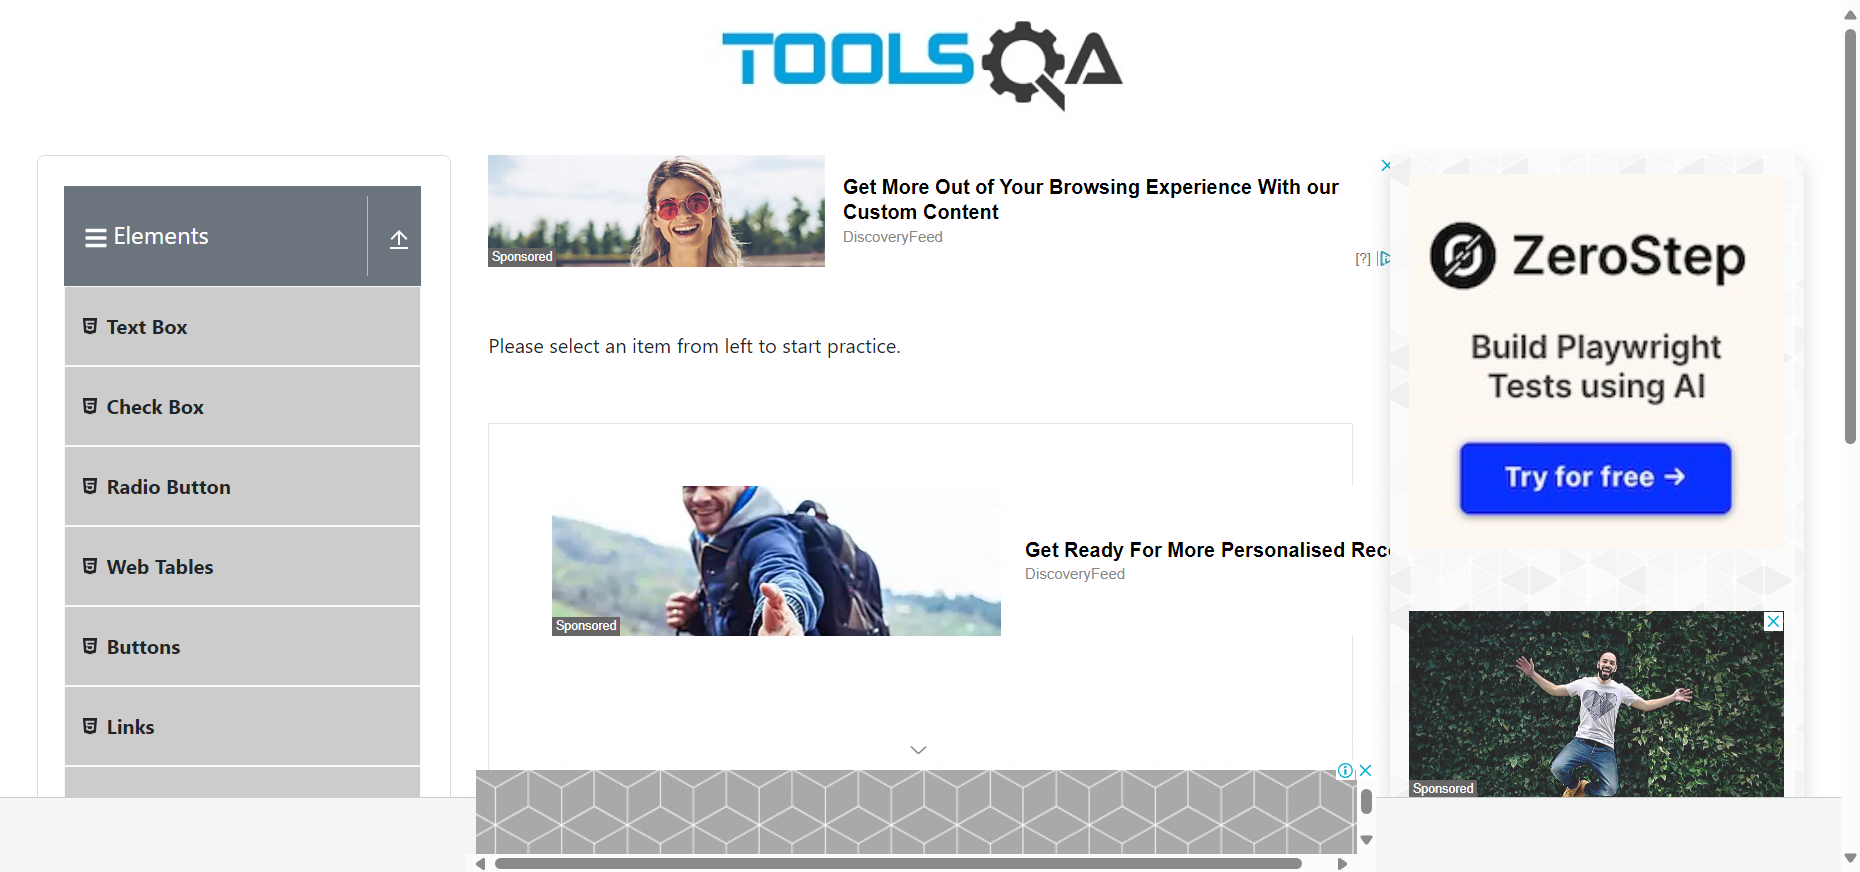 TOOLSQA
Elements
Text Box
Check Box
Radio Button
Web Tables
Buttons
Links
Sponsored
Get More Out of Your Browsing Experience With our
Custom Content
DiscoveryFeed
[?]
Please select an item from left to start practice.
Sponsored
Get Ready For More Personalised Rec
DiscoveryFeed
ZeroStep
Build Playwright
Tests using AI
Try for free →
Sponsored